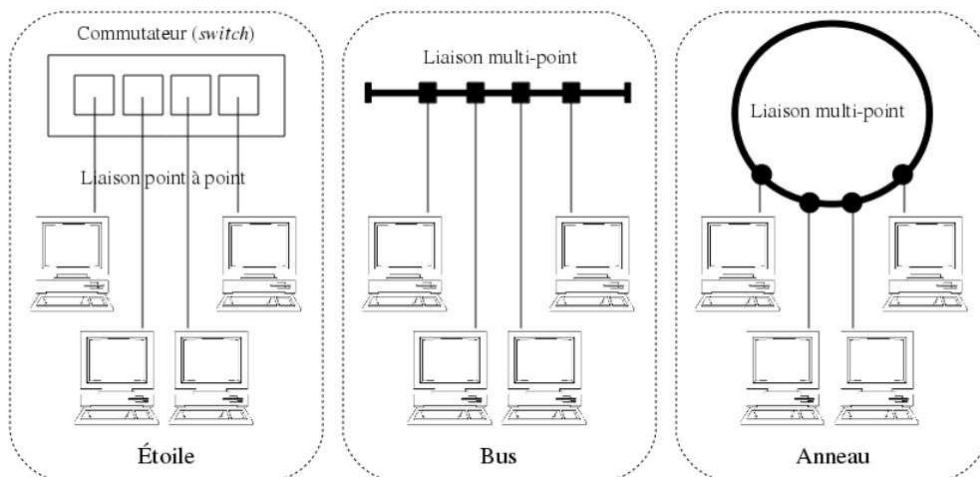 Commutateur (switch)
Liaison point à point
Étoile
Liaison multi-point
Bus
Liaison multi-point
Anneau